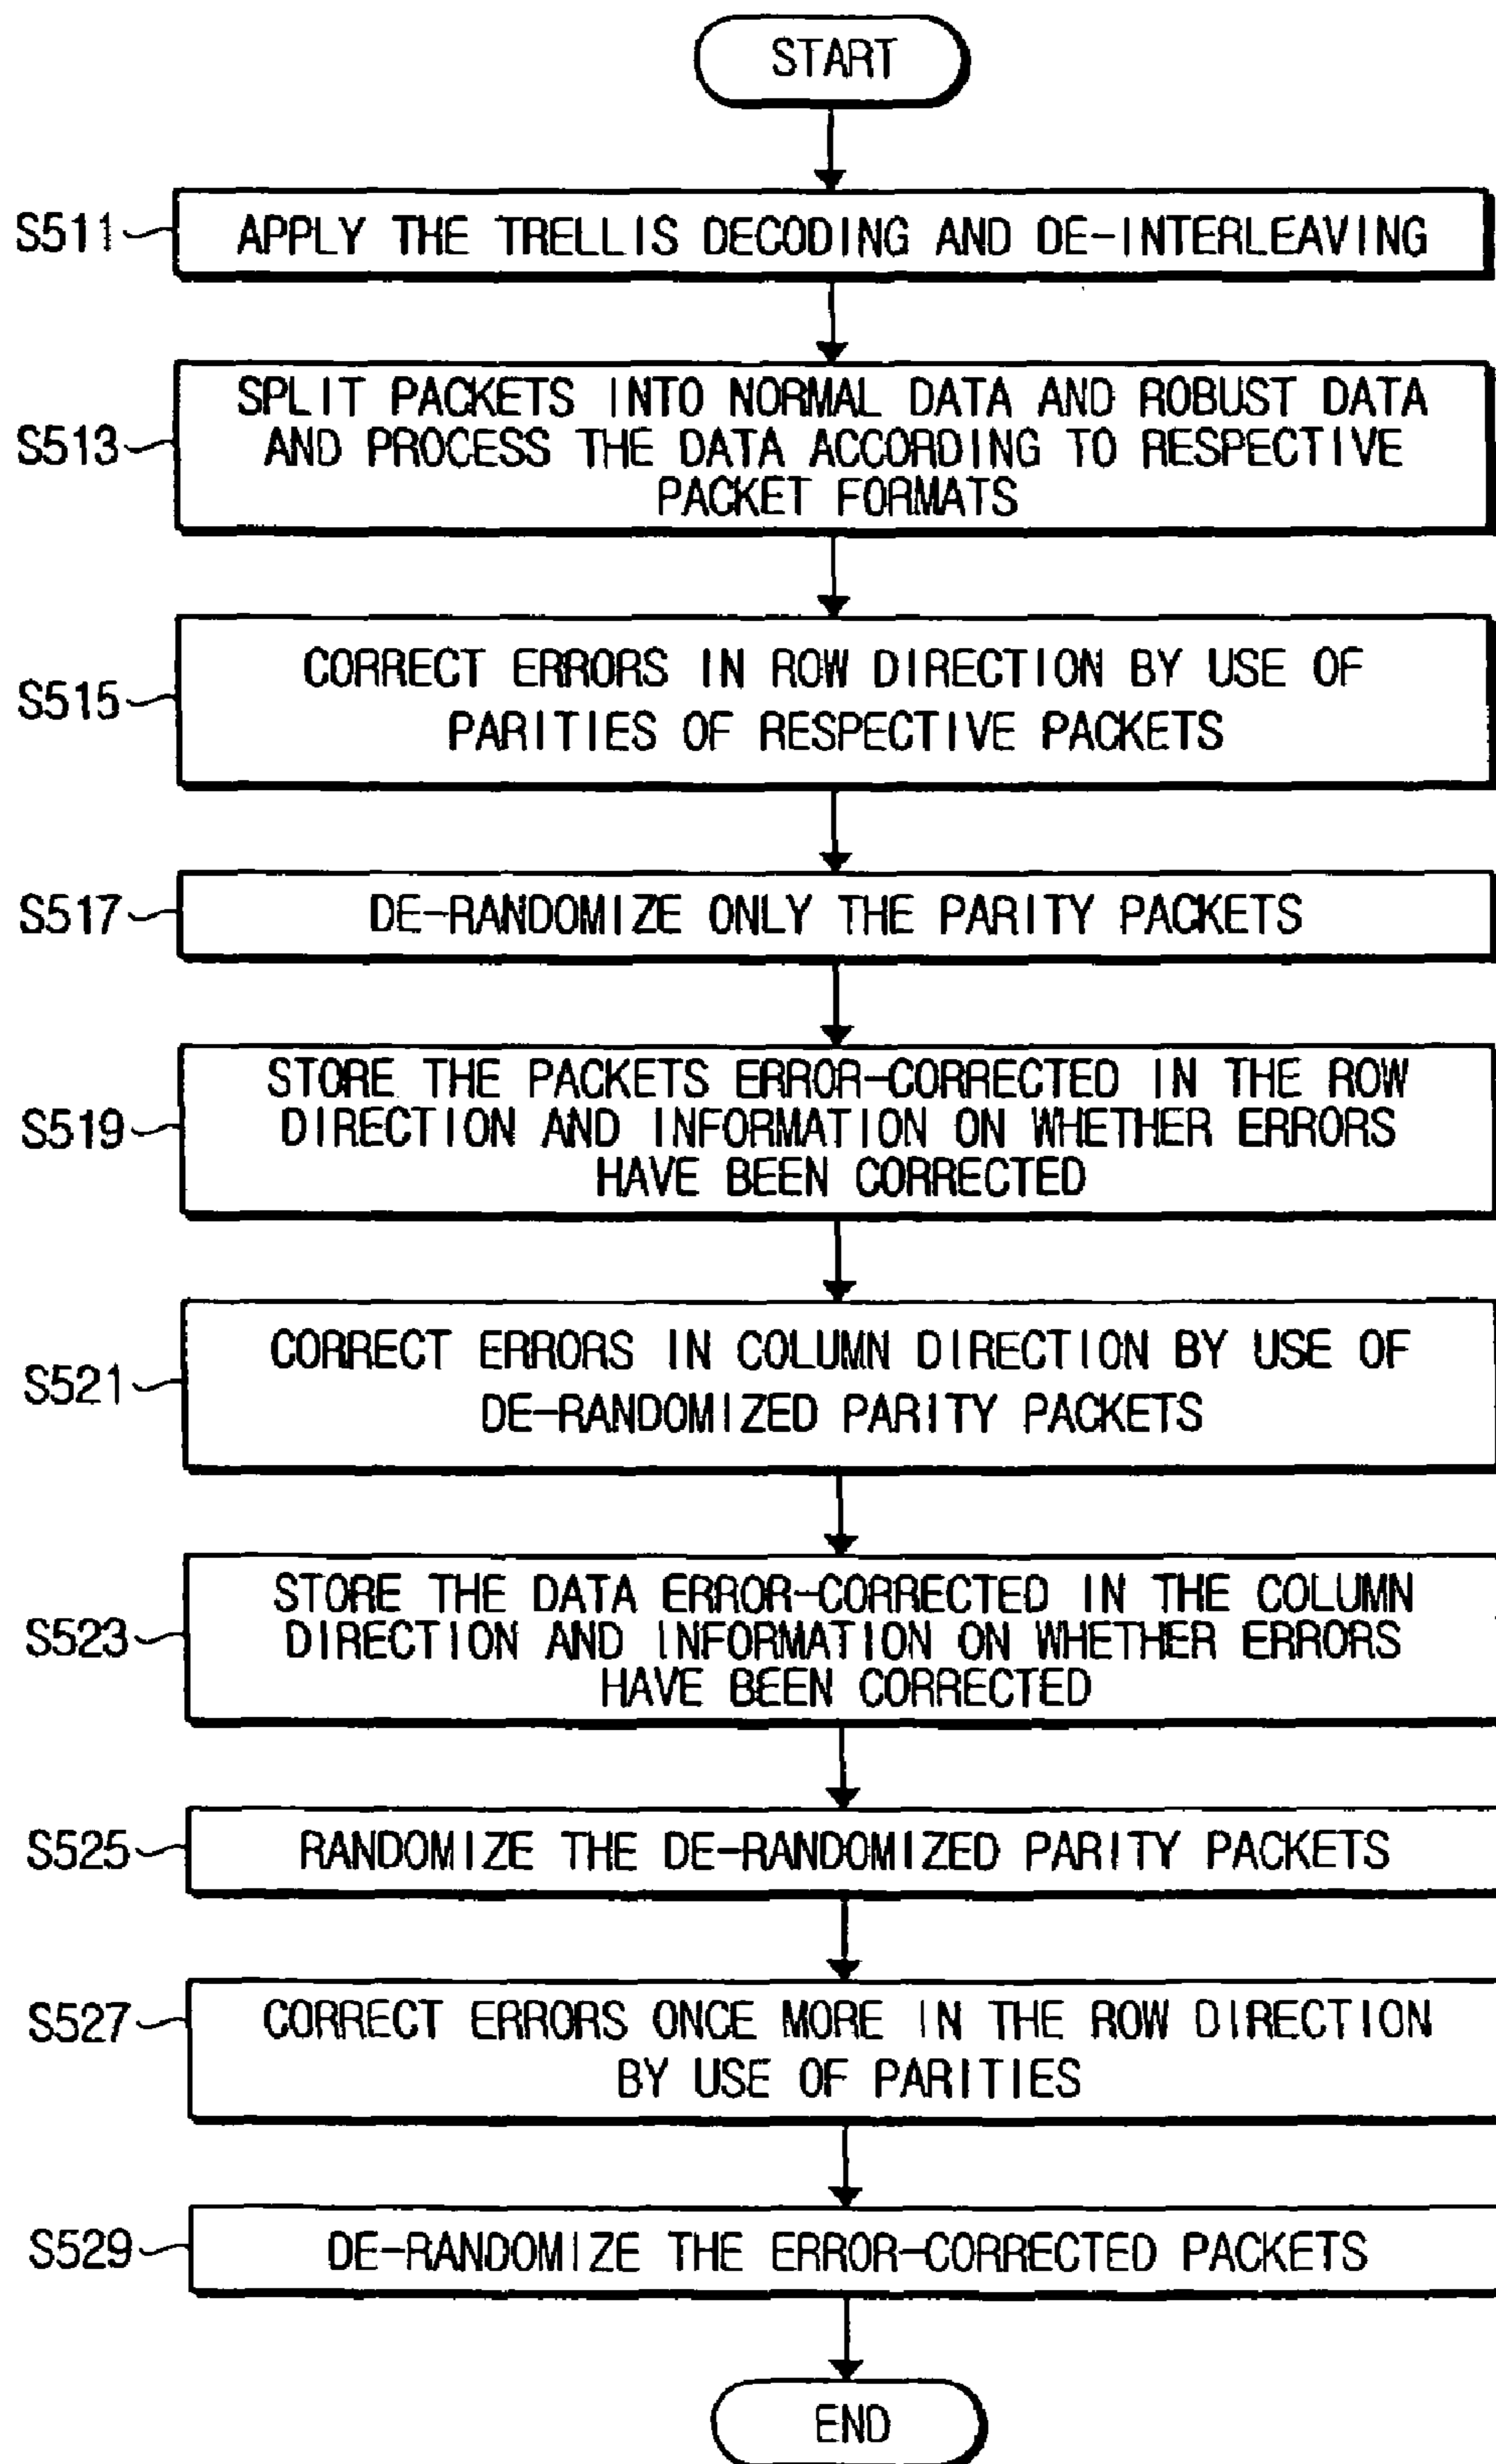 START
S511
APPLY THE TRELLIS DECODING AND DE-INTERLEAVING
S513
SPLIT PACKETS INTO NORMAL DATA AND ROBUST DATA
AND PROCESS THE DATA ACCORDING TO RESPECTIVE
PACKET FORMATS
S515
CORRECT ERRORS IN ROW DIRECTION BY USE OF
PARITIES OF RESPECTIVE PACKETS
S517
DE-RANDOMIZE ONLY THE PARITY PACKETS
S519
STORE THE PACKETS ERROR-CORRECTED IN THE ROW
DIRECTION AND INFORMATION ON WHETHER ERRORS
HAVE BEEN CORRECTED
S521
CORRECT ERRORS IN COLUMN DIRECTION BY USE OF
DE-RANDOMIZED PARITY PACKETS
S523
STORE THE DATA ERROR-CORRECTED IN THE COLUMN
DIRECTION AND INFORMATION ON WHETHER ERRORS
HAVE BEEN CORRECTED
S525
RANDOMIZE THE DE-RANDOMIZED PARITY PACKETS
S527
CORRECT ERRORS ONCE MORE IN THE ROW DIRECTION
BY USE OF PARITIES
S529
DE-RANDOMIZE THE ERROR-CORRECTED PACKETS
END